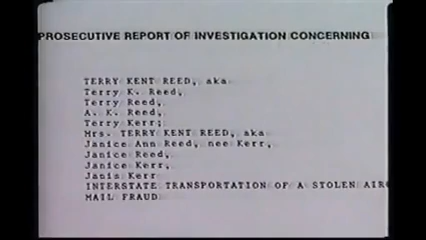 PROSECUTIVE REPORT OF INVESTIGATION CONCERNING
TERRY KENT REED, aka
Terry K. Reed,
Terry Reed,
A. K. Reed,
Terry Kerr;
Mrs. TERRY KENT REED, aka
Janice Ann Reed, nee Kerr,
Janice Reed,
Janice Kerr,
Janis Kerr
INTERSTATE TRANSPORTATION OF A STOLEN AIRC
MAIL FRAUD